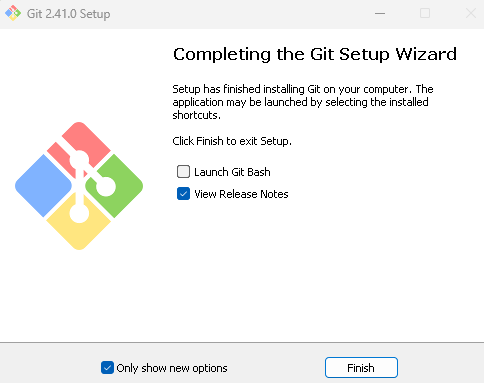 Git 2.41.0 Setup
Completing the Git Setup Wizard
Setup has finished installing Git on your computer. The
application may be launched by selecting the installed
shortcuts.
Click Finish to exit Setup.
Launch Git Bash
View Release Notes
Only show new options
Finish